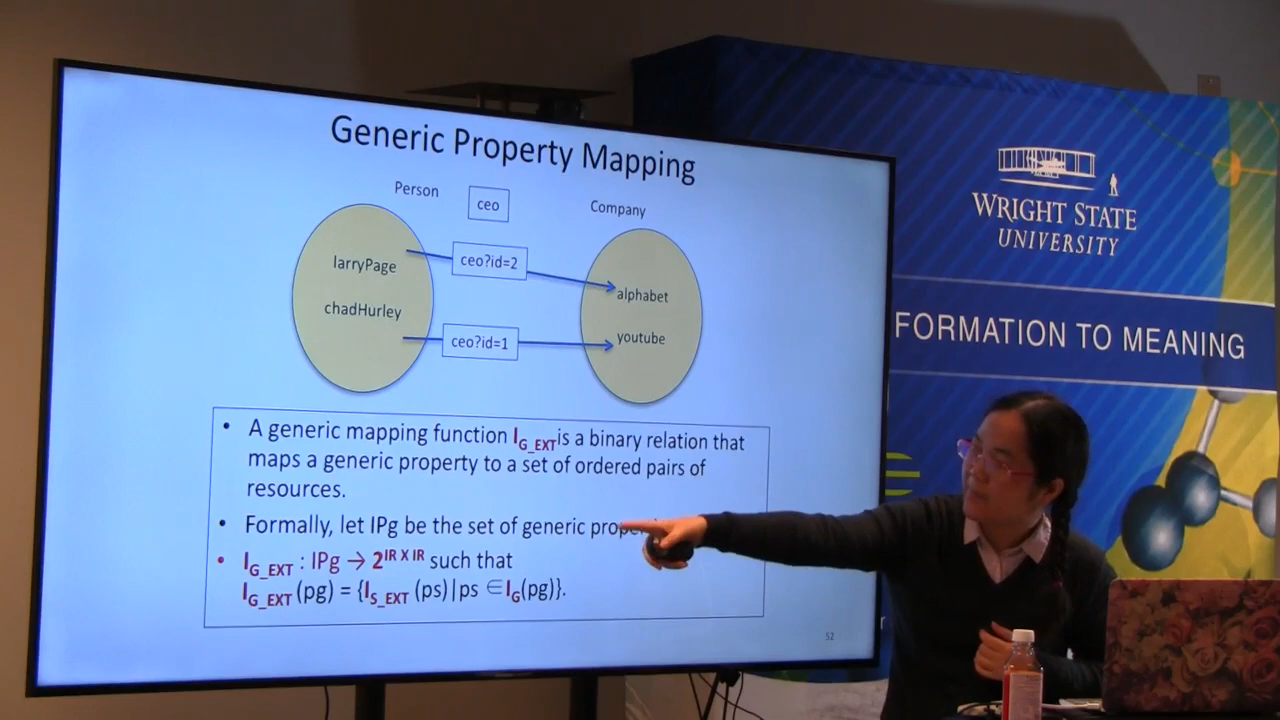 Generic Property Mapping
Person
ceo
Company
larryPage
ceo?id=2
alphabet
chadHurley
ceo?id=1
youtube
• A generic mapping function I_G_EXT is a binary relation that
maps a generic property to a set of ordered pairs of
resources.
• Formally, let IPg be the set of generic
• I_G_EXT : IPg → 2^IR X IR such that
I_G_EXT (pg) = {I_S_EXT (ps)|ps ∈ I_G(pg)}.
52
WRIGHT STATE
UNIVERSITY
FORMATION TO MEANING